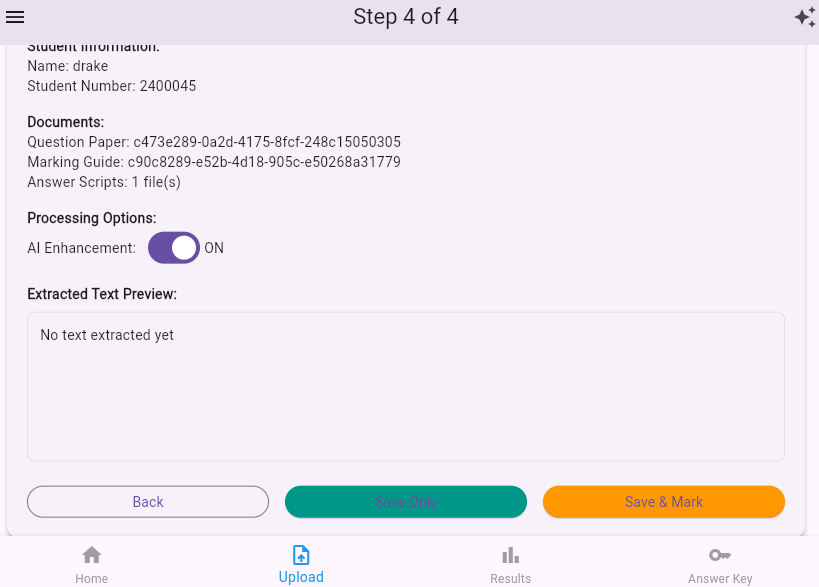 Step 4 of 4
Student Information:
Name: drake
Student Number: 2400045
Documents:
Question Paper: c473e289-0a2d-4175-8fcf-248c15050305
Marking Guide: c90c8289-e52b-4d18-905c-e50268a31779
Answer Scripts: 1 file(s)
Processing Options:
AI Enhancement: ON
Extracted Text Preview:
No text extracted yet
Back Save Only Save & Mark
Home Upload Results Answer Key